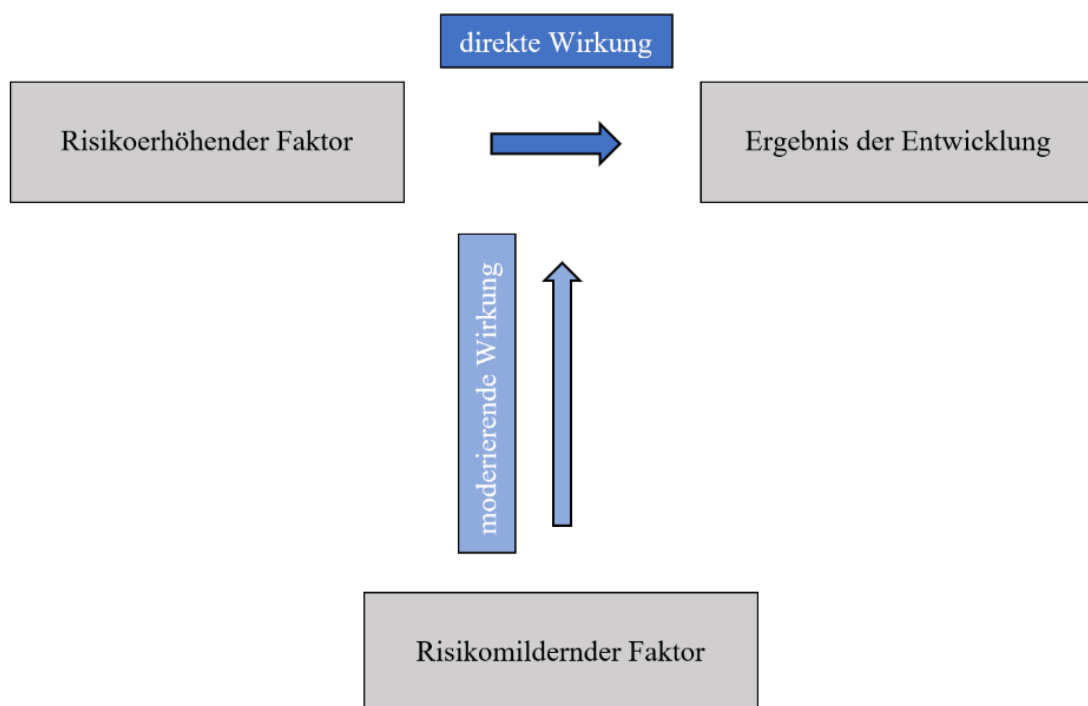 direkte Wirkung
Risikoerhöhender Faktor
Ergebnis der Entwicklung
moderierende Wirkung
Risikomildernder Faktor